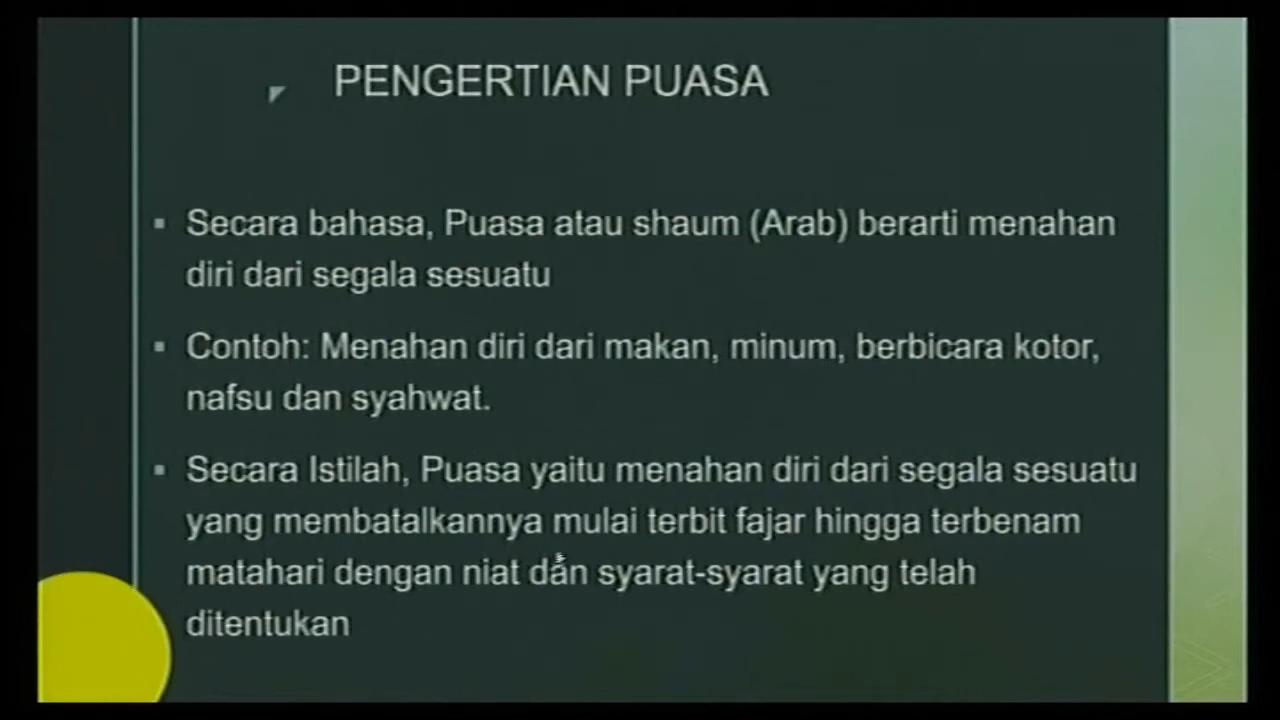 PENGERTIAN PUASA
▪ Secara bahasa, Puasa atau shaum (Arab) berarti menahan
diri dari segala sesuatu
▪ Contoh: Menahan diri dari makan, minum, berbicara kotor,
nafsu dan syahwat.
▪ Secara Istilah, Puasa yaitu menahan diri dari segala sesuatu
yang membatalkannya mulai terbit fajar hingga terbenam
matahari dengan niat dan syarat-syarat yang telah
ditentukan